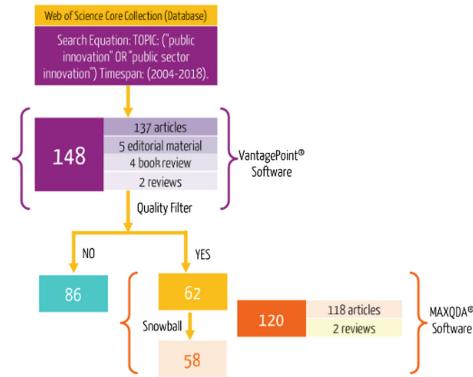 Web of Science Core Collection (Database)
Search Equation: TOPIC: ("public
innovation" OR "public sector
innovation") Timespan: (2004-2018).
148
137 articles
5 editorial material
4 book review
2 reviews
VantagePoint®
Software
Quality Filter
NO
YES
86
62
Snowball
58
120
118 articles
2 reviews
MAXQDA®
Software